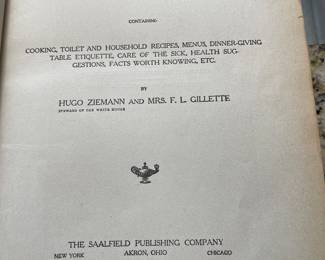 CONTAINING
COOKING, TOILET AND HOUSEHOLD RECIPES, MENUS, DINNER-GIVING
TABLE ETIQUETTE, CARE OF THE SICK, HEALTH SUG-
GESTIONS, FACTS WORTH KNOWING, ETC.
BY
HUGO ZIEMANN AND MRS. F. L. GILLETTE
STEWARD OF THE WHITE HOUSE
THE SAALFIELD PUBLISHING COMPANY
NEW YORK AKRON, OHIO CHICAGO